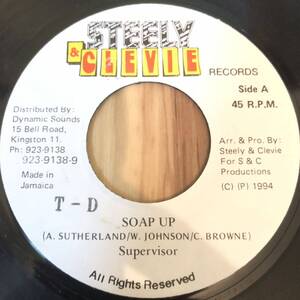 STEELY
& CLEVIE
RECORDS
Side A
45 R.P.M.
Distributed By:
Dynamic Sounds
15 Bell Road,
Kingston 11.
Ph: 923-9138
923-9138-9
Made in
Jamaica
Arr. & Pro. By:
Steely & Clevie
For S & C
Productions
(C) (P) 1994
T - D
SOAP UP
(A. SUTHERLAND/W. JOHNSON/C. BROWNE)
Supervisor
All Rights Reserved